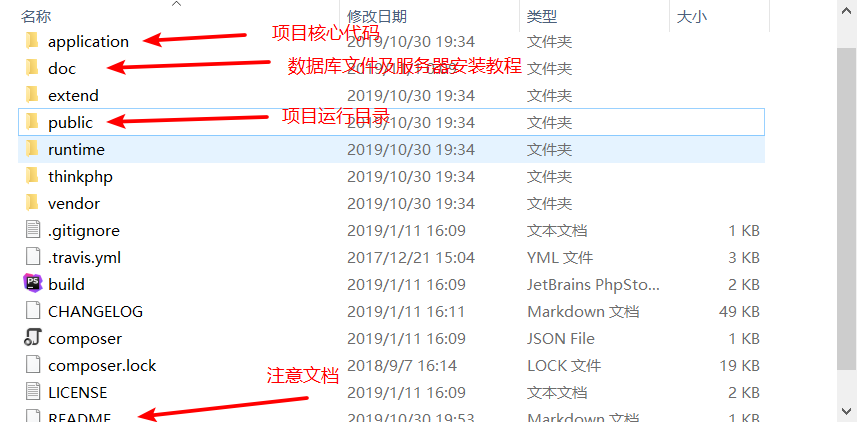 名称 修改日期 类型 大小
application 项目核心代码 2019/10/30 19:34 文件夹
doc 数据库文件及服务器安装教程 文件夹
extend 2019/10/30 19:34 文件夹
public 项目运行目录 2019/10/30 19:34 文件夹
runtime 2019/10/30 19:34 文件夹
thinkphp 2019/10/30 19:34 文件夹
vendor 2019/10/30 19:34 文件夹
.gitignore 2019/1/11 16:09 文本文档 1 KB
.travis.yml 2017/12/21 15:04 YML 文件 3 KB
build 2019/1/11 16:09 JetBrains PhpSto... 1 KB
CHANGELOG 2019/1/11 16:11 Markdown 文档 49 KB
composer 2019/1/11 16:09 JSON File 1 KB
composer.lock 2018/9/7 16:14 LOCK 文件 19 KB
注意文档
LICENSE 2019/1/11 16:09 文本文档 2 KB
README 2019/10/30 19:53 Markdown 文档 1 KB